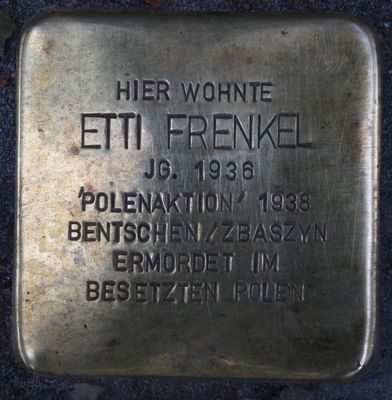 HIER WOHNTE
ETTI FRENKEL
JG. 1936
'POLENAKTION' 1938
BENTSCHEN/ZBASZYN
ERMORDET IM
BESETZTEN POLEN